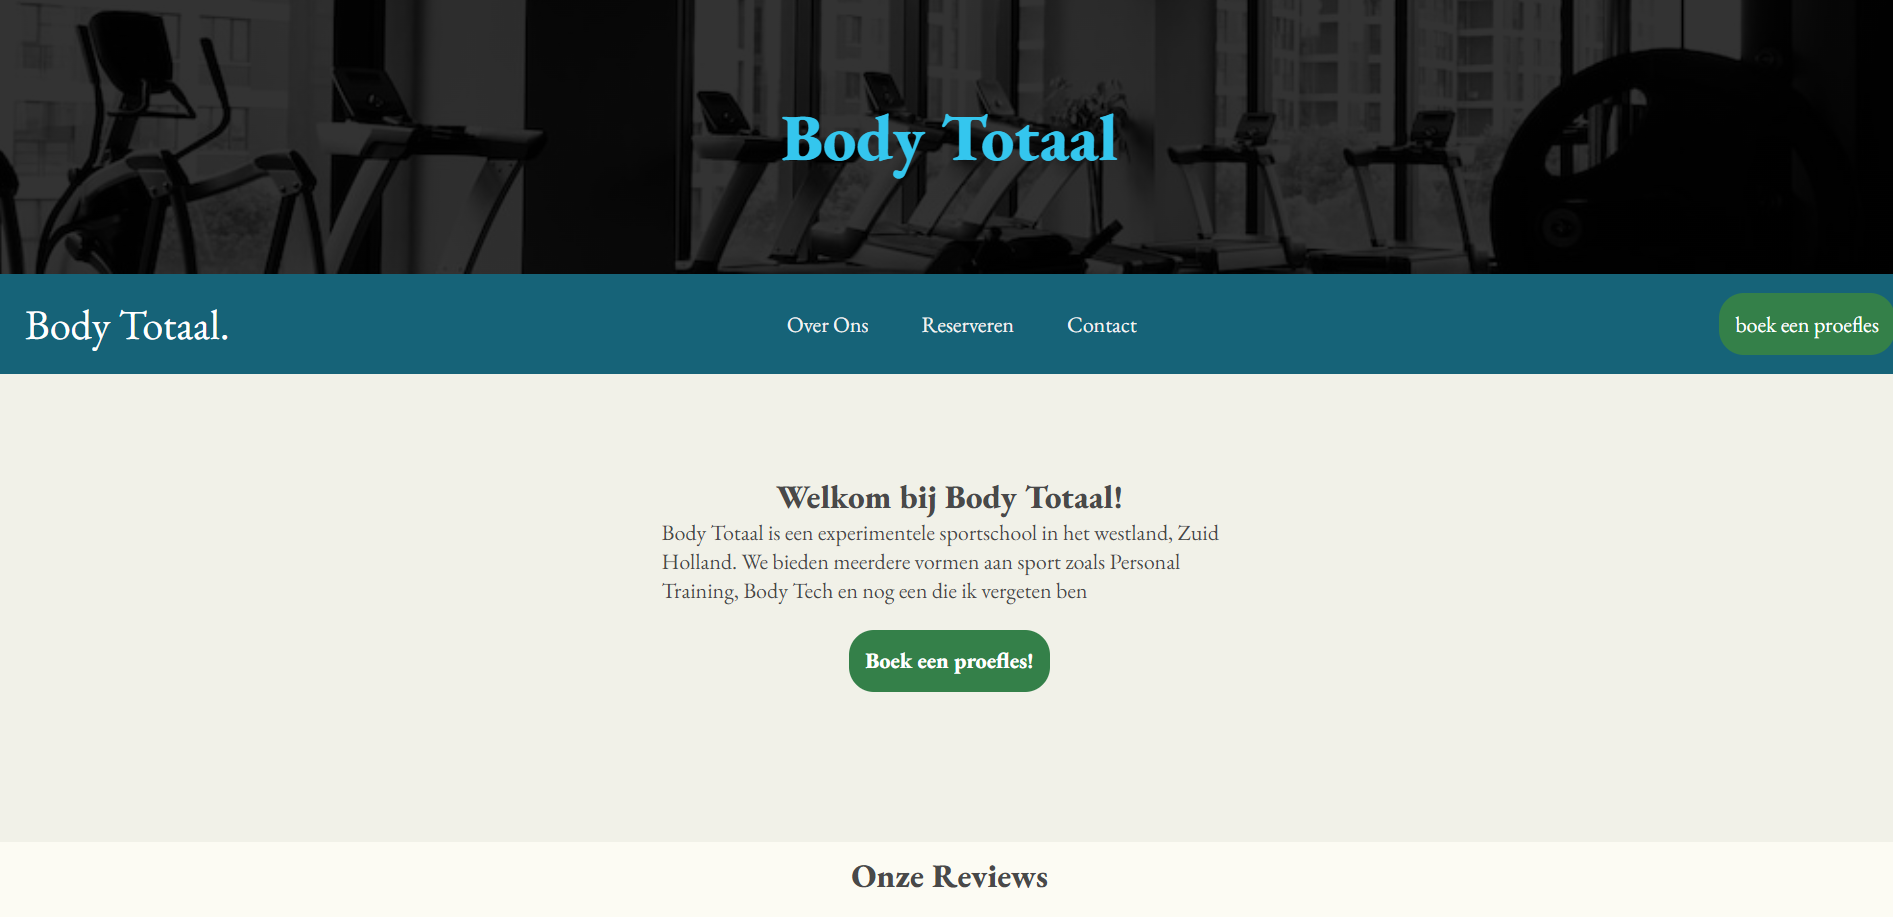 Body Totaal
Body Totaal.
Over Ons
Reserveren
Contact
boek een proefles
Welkom bij Body Totaal!
Body Totaal is een experimentele sportschool in het westland, Zuid
Holland. We bieden meerdere vormen aan sport zoals Personal
Training, Body Tech en nog een die ik vergeten ben
Boek een proefles!
Onze Reviews